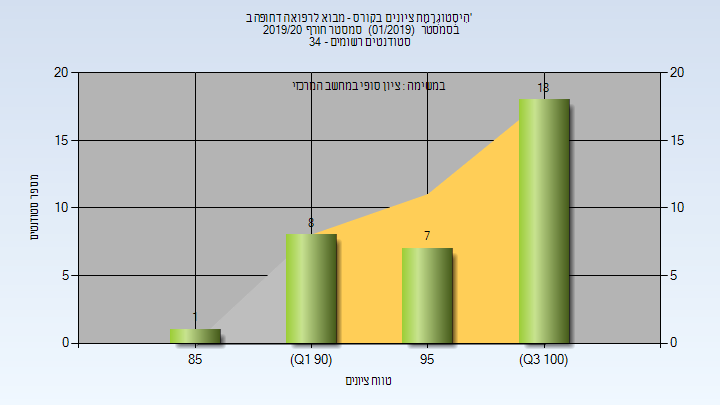 היסטוגרמת ציונים בקורס - מבוא לרפואה דחופה ב'
בסמסטר (01/2019) סמסטר חורף 2019/20
סטודנטים רשומים - 34
במשימה : ציון סופי במחשב המרכזי
מספר סטודנטים
20
15
10
5
0
20
15
10
5
0
1
8
7
18
85
(Q1 90)
95
(Q3 100)
טווח ציונים